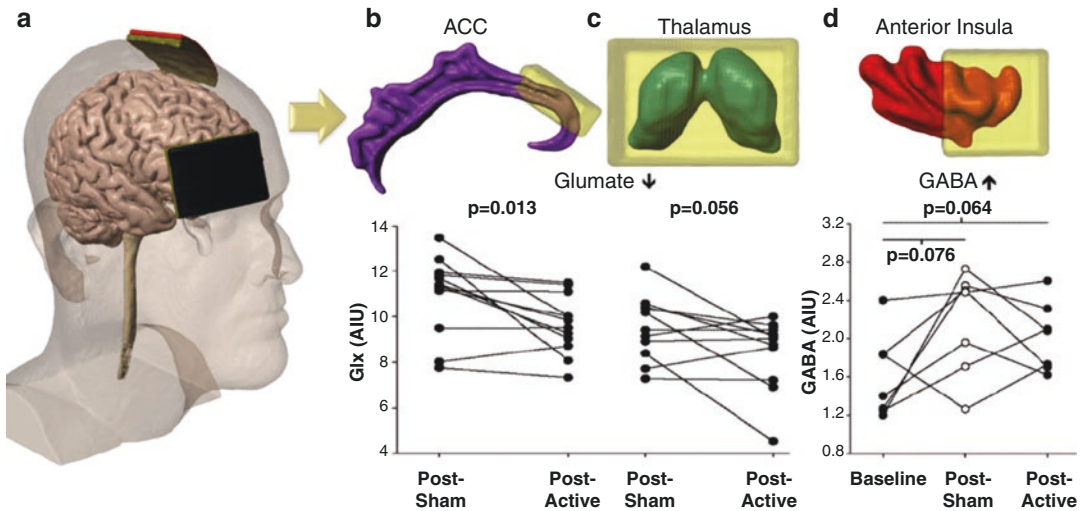 a
b
c
d
ACC
Thalamus
Anterior Insula
Glumate ↓
GABA ↑
p=0.013
p=0.056
p=0.064
p=0.076
Glx (AIU)
14
12
10
8
6
4
Post-
Sham
Post-
Active
Post-
Sham
Post-
Active
GABA (AIU)
3.2
2.8
2.4
2.0
1.6
1.2
0.8
Baseline
Post-
Sham
Post-
Active